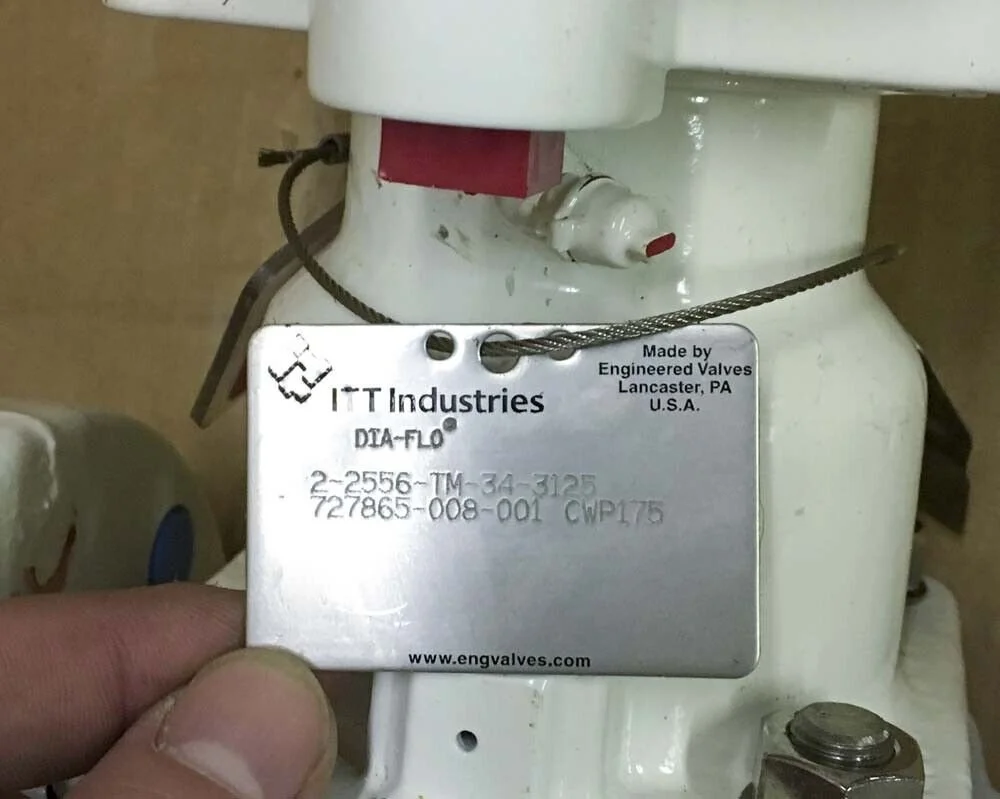 ITT Industries
Made by
Engineered Valves
Lancaster, PA
U.S.A.
DIA-FLO®
2-2556-TM-34-3125
727865-008-001 CWP175
www.engvalves.com